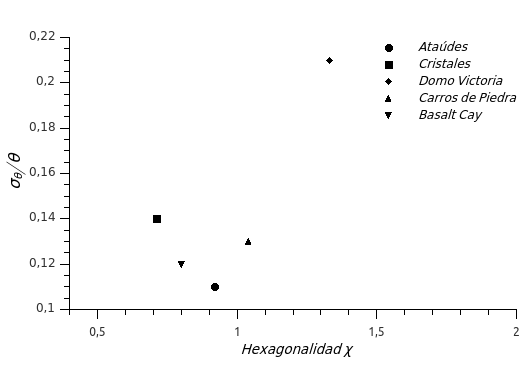 0,22
0,2
0,18
0,16
0,14
0,12
0,1
σθ/θ
0,5
1
1,5
2
Hexagonalidad χ
Ataúdes
Cristales
Domo Victoria
Carros de Piedra
Basalt Cay